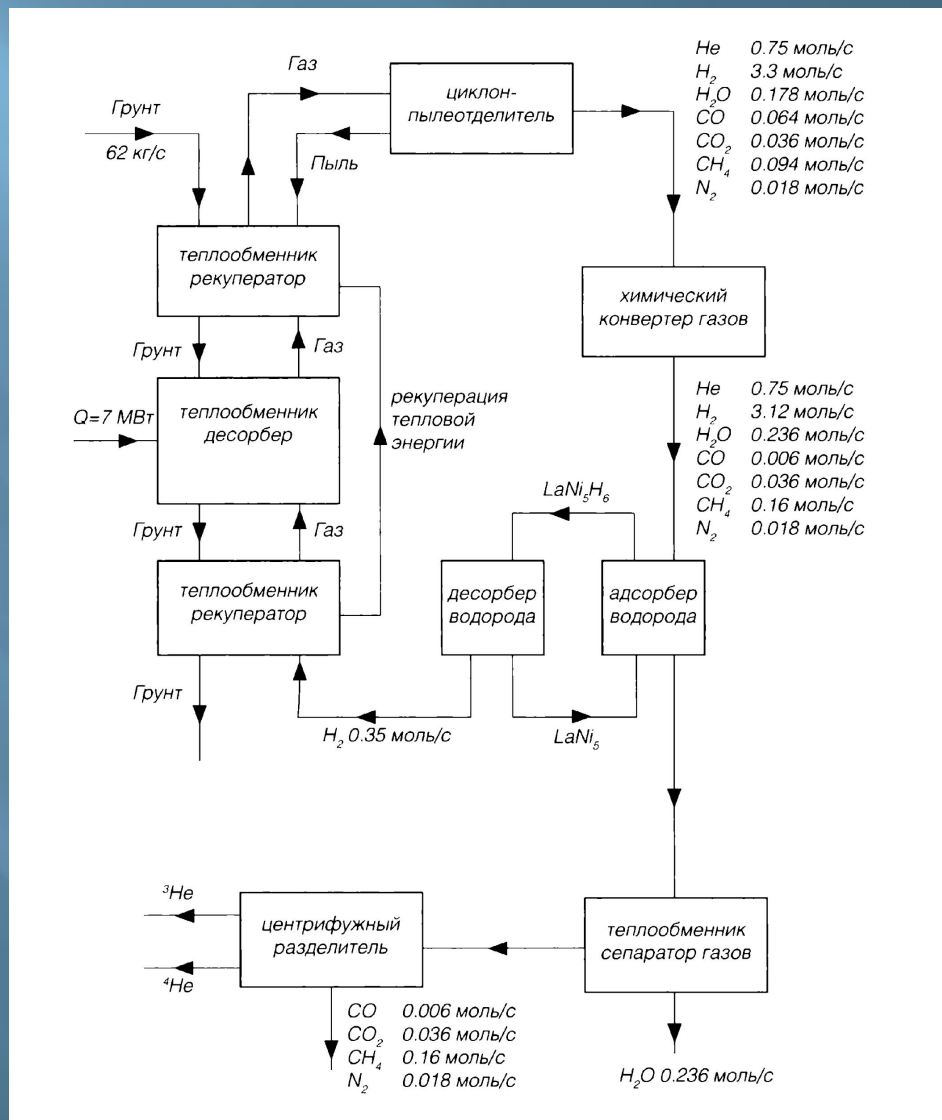 Газ
Грунт
62 кг/с
Пыль
циклон-
пылеотделитель
He 0.75 моль/с
H₂ 3.3 моль/с
H₂O 0.178 моль/с
CO 0.064 моль/с
CO₂ 0.036 моль/с
CH₄ 0.094 моль/с
N₂ 0.018 моль/с
теплообменник
рекуператор
химический
конвертер газов
Грунт
Газ
Q=7 МВт
теплообменник
десорбер
рекуперация
тепловой
энергии
He 0.75 моль/с
H₂ 3.12 моль/с
H₂O 0.236 моль/с
CO 0.006 моль/с
CO₂ 0.036 моль/с
CH₄ 0.16 моль/с
N₂ 0.018 моль/с
Грунт
Газ
LaNi₅H₆
теплообменник
рекуператор
десорбер
водорода
адсорбер
водорода
Грунт
H₂ 0.35 моль/с
LaNi₅
³He
⁴He
центрифужный
разделитель
теплообменник
сепаратор газов
CO 0.006 моль/с
CO₂ 0.036 моль/с
CH₄ 0.16 моль/с
N₂ 0.018 моль/с
H₂O 0.236 моль/с